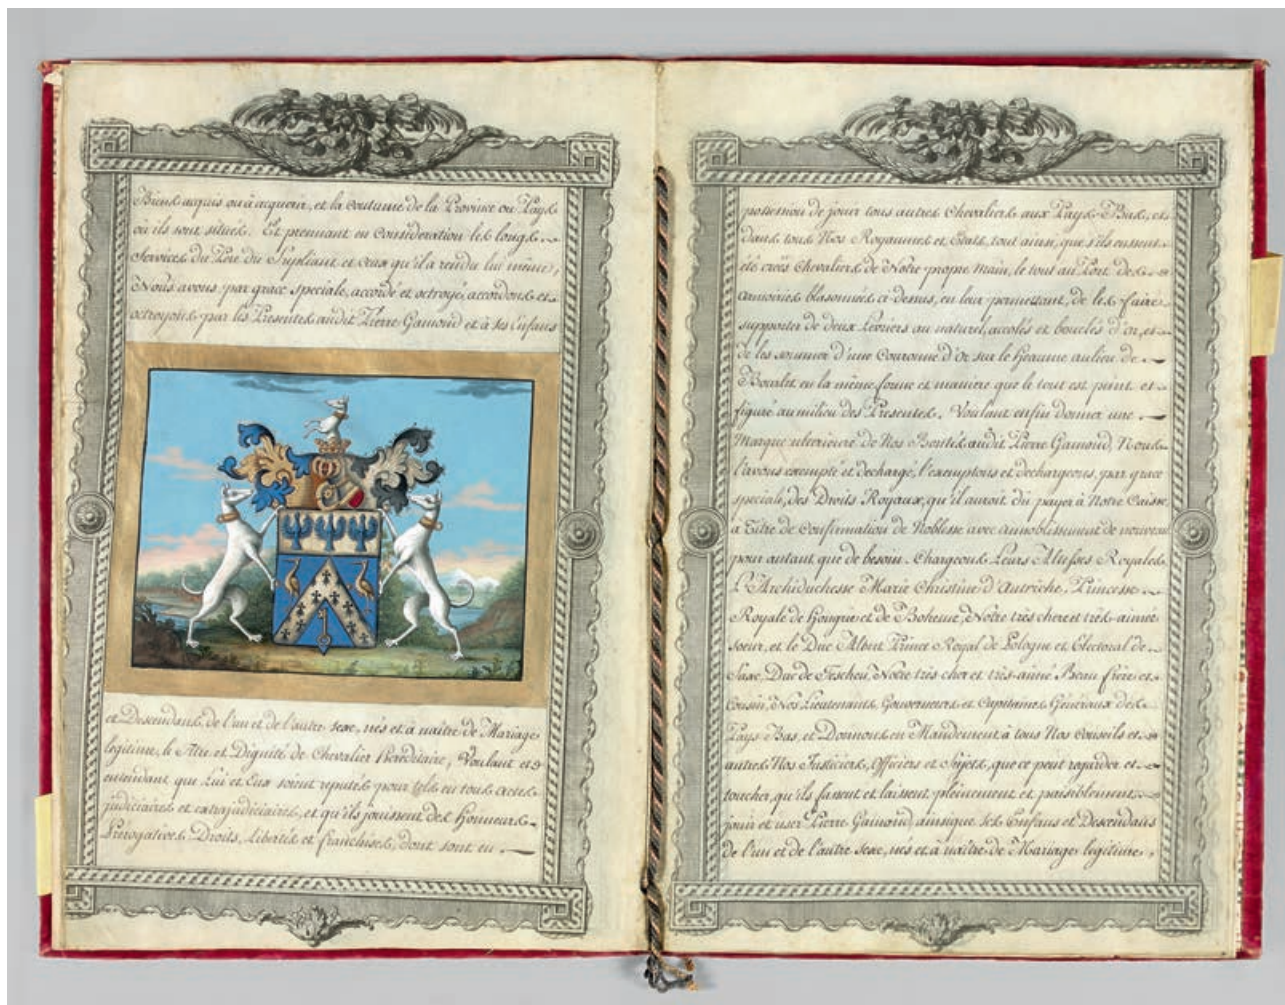 Biens acquis ou à acquerir, et la coutume de la Province ou Pays
où ils sont situés. Et prennant en Consideration les longs
Services du Pere du Supliant et ceux qu'il a rendu lui même,
Nous avons, par grace speciale, accordé et octroyé, accordons et
octroyons par les Presentes audit Pierre Gamond et à ses Enfans
et Descendans de l'un et de l'autre sexe, nés et à naître de Mariage
legitime, le Titre et Dignité de Chevalier Héréditaire, Voulant et
entendant que Lui et Eux soient reputés pour tels en tous actes
judiciaires et extrajudiciaires, et qu'ils jouissent des Honneurs
Prérogatives, Droits, Libertés et franchises, dont sont en
possession de jouir tous autres Chevaliers aux Pays-Bas, et
dans tous Nos Royaumes et Etats, tout ainsi, que s'ils eussent
été créés Chevaliers de Notre propre main, le tout au Port des
armoiries blasonnées ci-dessus, en leur permettant, de les faire
supporter de deux Levriers au naturel, accolés et bouclés d'or, et
de les sommer d'une Couronne d'or sur le heaume au lieu de
Bourlet en la même forme et maniere que le tout est peint et
figuré au milieu des Presentes. Voulant enfin donner une
Marque ulterieure de Nos Bontés audit Pierre Gamond, Nous
l'avons exempté et dechargé, l'exemptons et dechargeons, par grace
speciale, des Droits Royaux, qu'il auroit dû payer à Notre Caisse
à Titre de Confirmation de Noblesse avec annoblissement de nouveau
pour autant que de besoin. Chargeons Leurs Altesses Royales
L'Archiduchesse Marie Christine d'Autriche, Princesse
Royale de Hongrie et de Boheme, Notre très chere et très-aimée
soeur, et le Duc Albert Prince Royal de Pologne et Electoral de
Saxe, Duc de Teschen, Notre très cher et très-aimé Beau frere et
Cousin, Nos Lieutenants, Gouverneurs et Capitaines Généraux des
Pays-Bas, et Donnons en Mandement à tous Nos Conseils et
autres Nos Justiciers, Officiers et Sujets, que ce peut regarder et
toucher, qu'ils fassent et laissent pleinement et paisiblement
jouir et user Pierre Gamond, ainsi que ses Enfans et Descendans
de l'un et de l'autre sexe, nés et à naître de Mariage legitime,